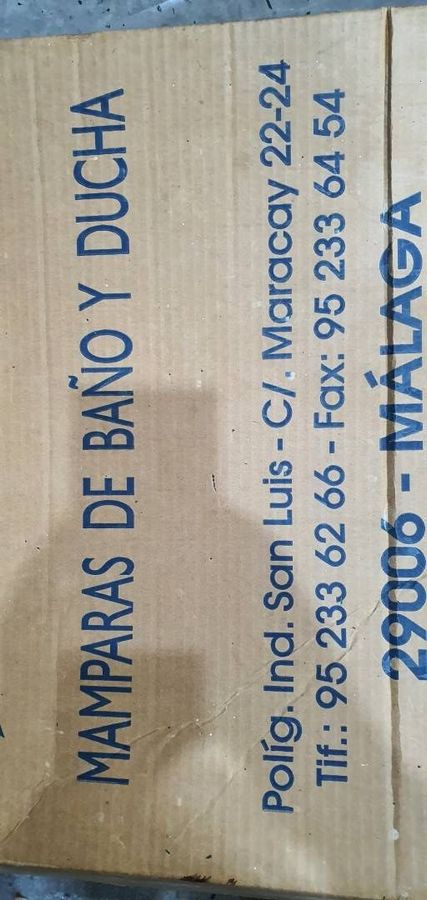 MAMPARAS DE BAÑO Y DUCHA
Políg. Ind. San Luis - C/. Maracay 22-24
Tlf.: 95 233 62 66 - Fax: 95 233 64 54
29006 - MÁLAGA